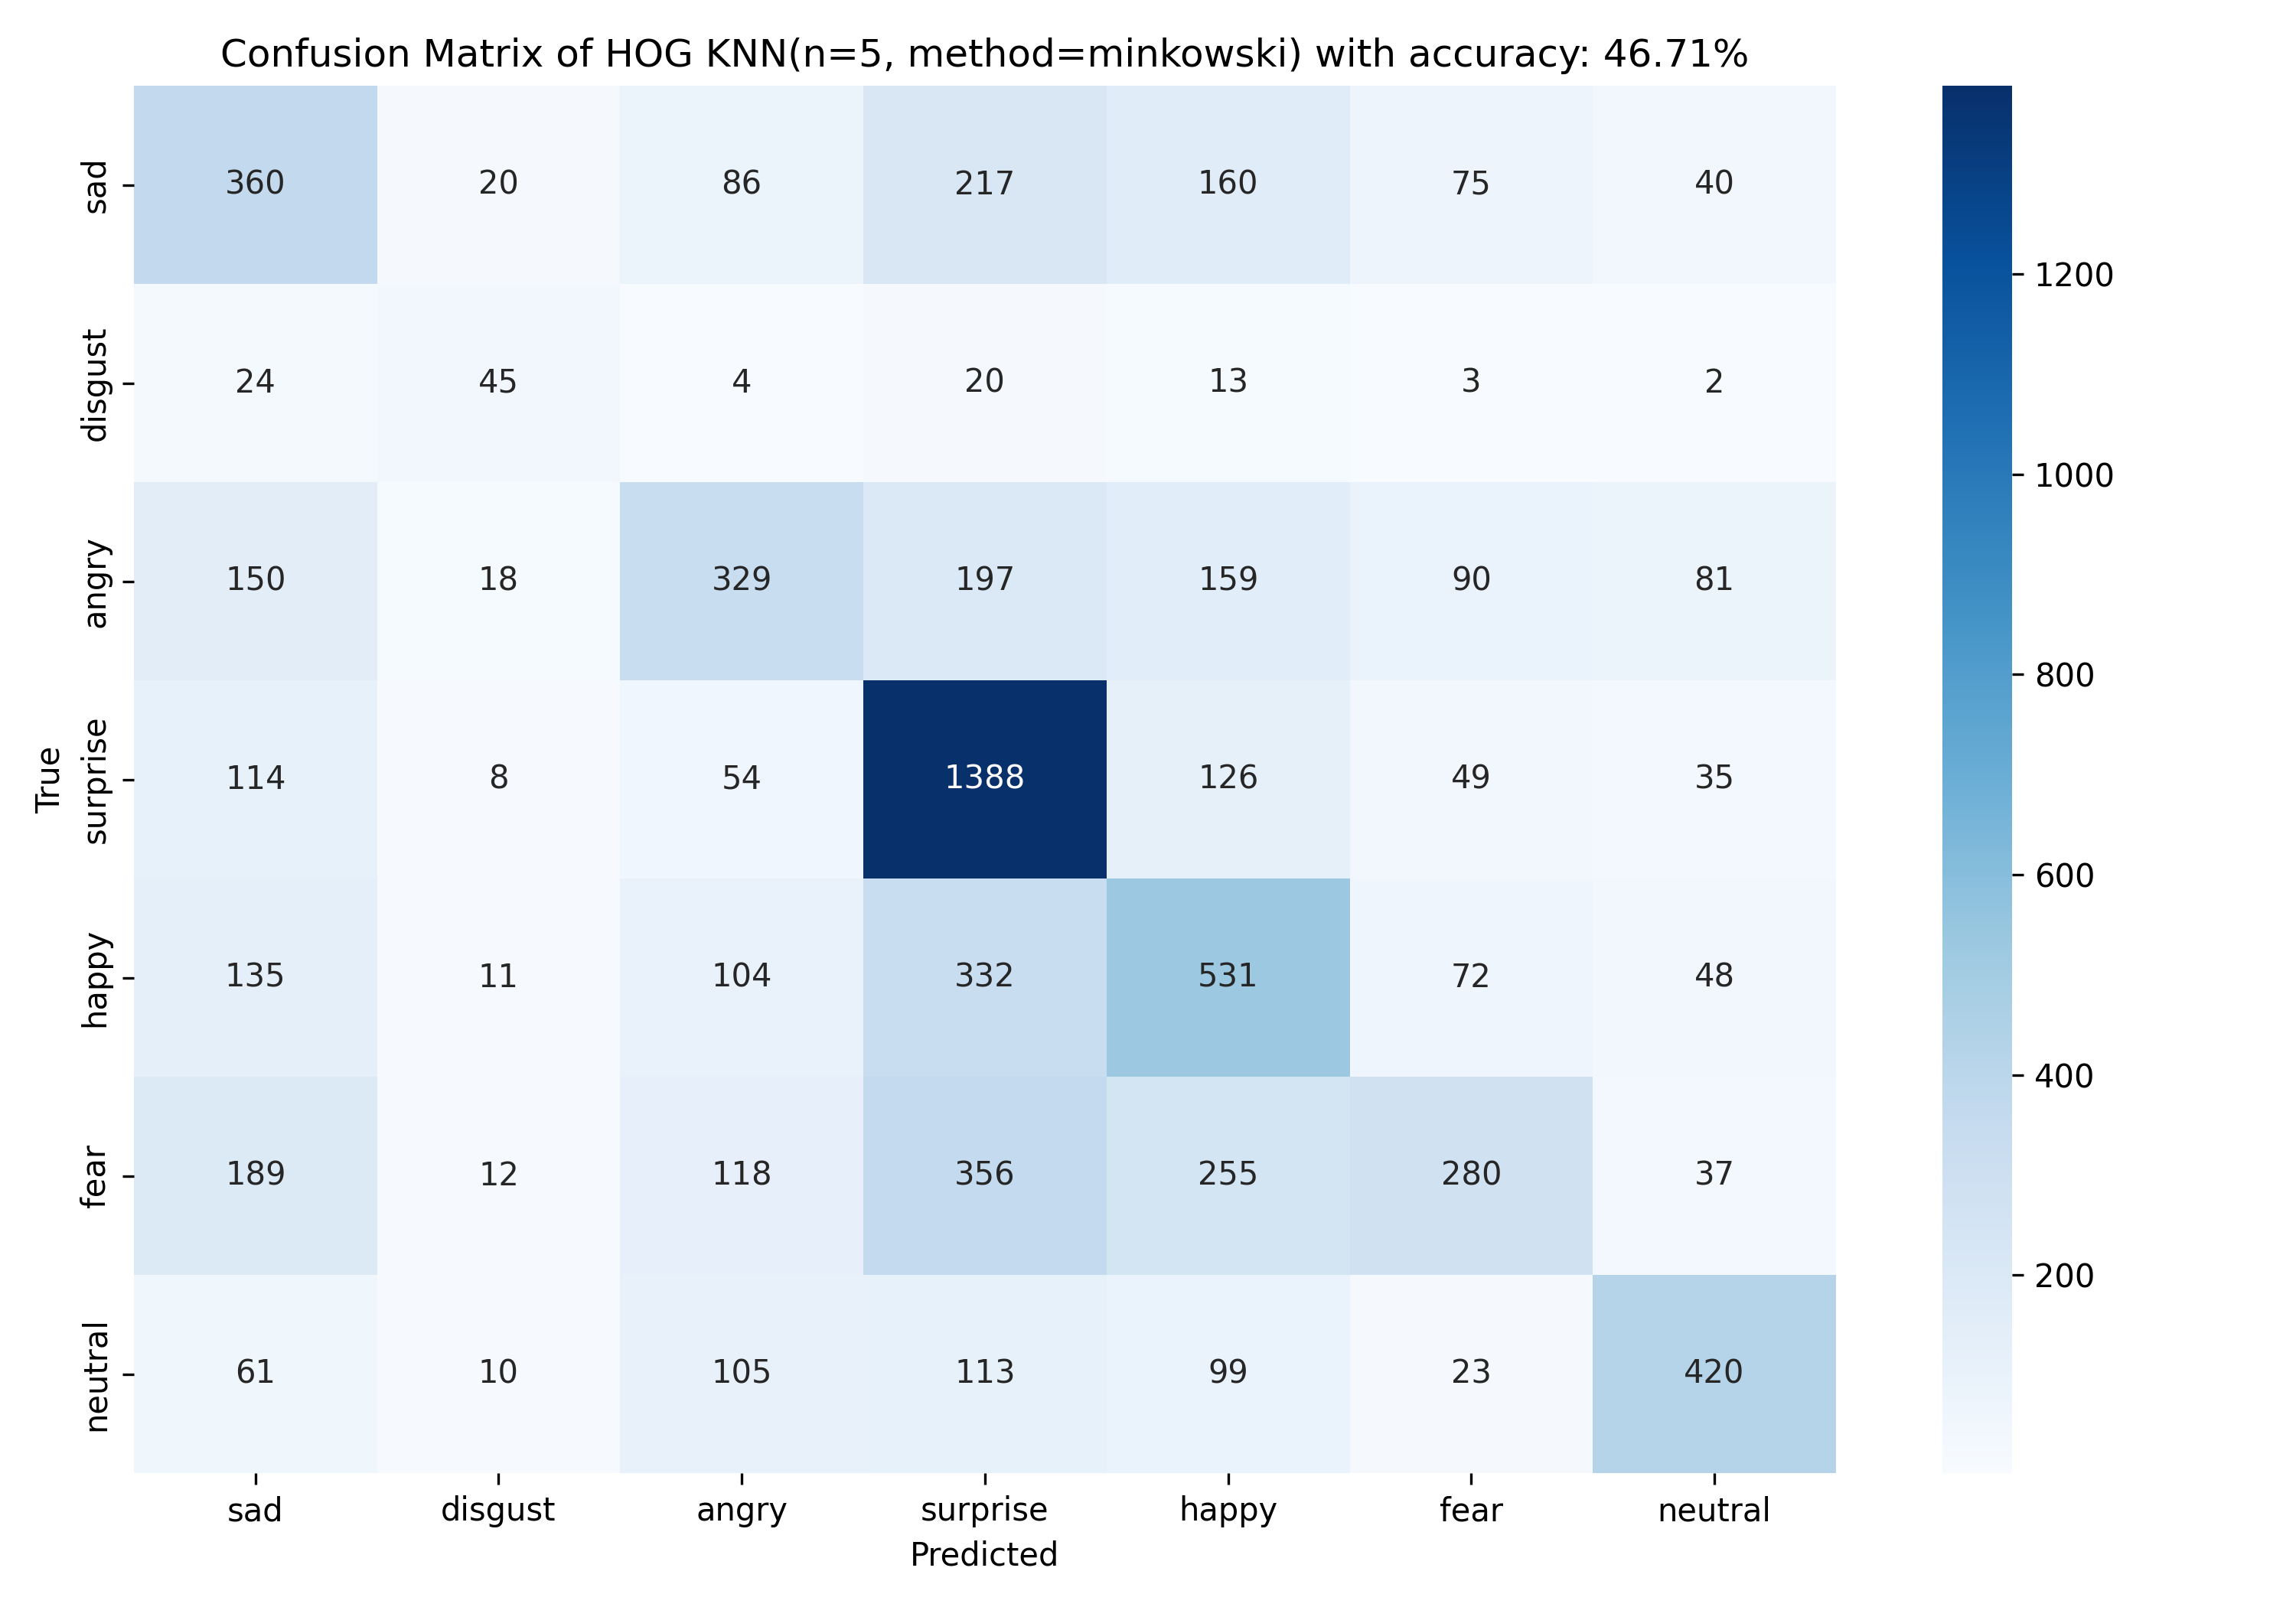 Confusion Matrix of HOG KNN(n=5, method=minkowski) with accuracy: 46.71%
sad 360 20 86 217 160 75 40
disgust 24 45 4 20 13 3 2
angry 150 18 329 197 159 90 81
surprise 114 8 54 1388 126 49 35
happy 135 11 104 332 531 72 48
fear 189 12 118 356 255 280 37
neutral 61 10 105 113 99 23 420
True
sad disgust angry surprise happy fear neutral
Predicted
1200
1000
800
600
400
200